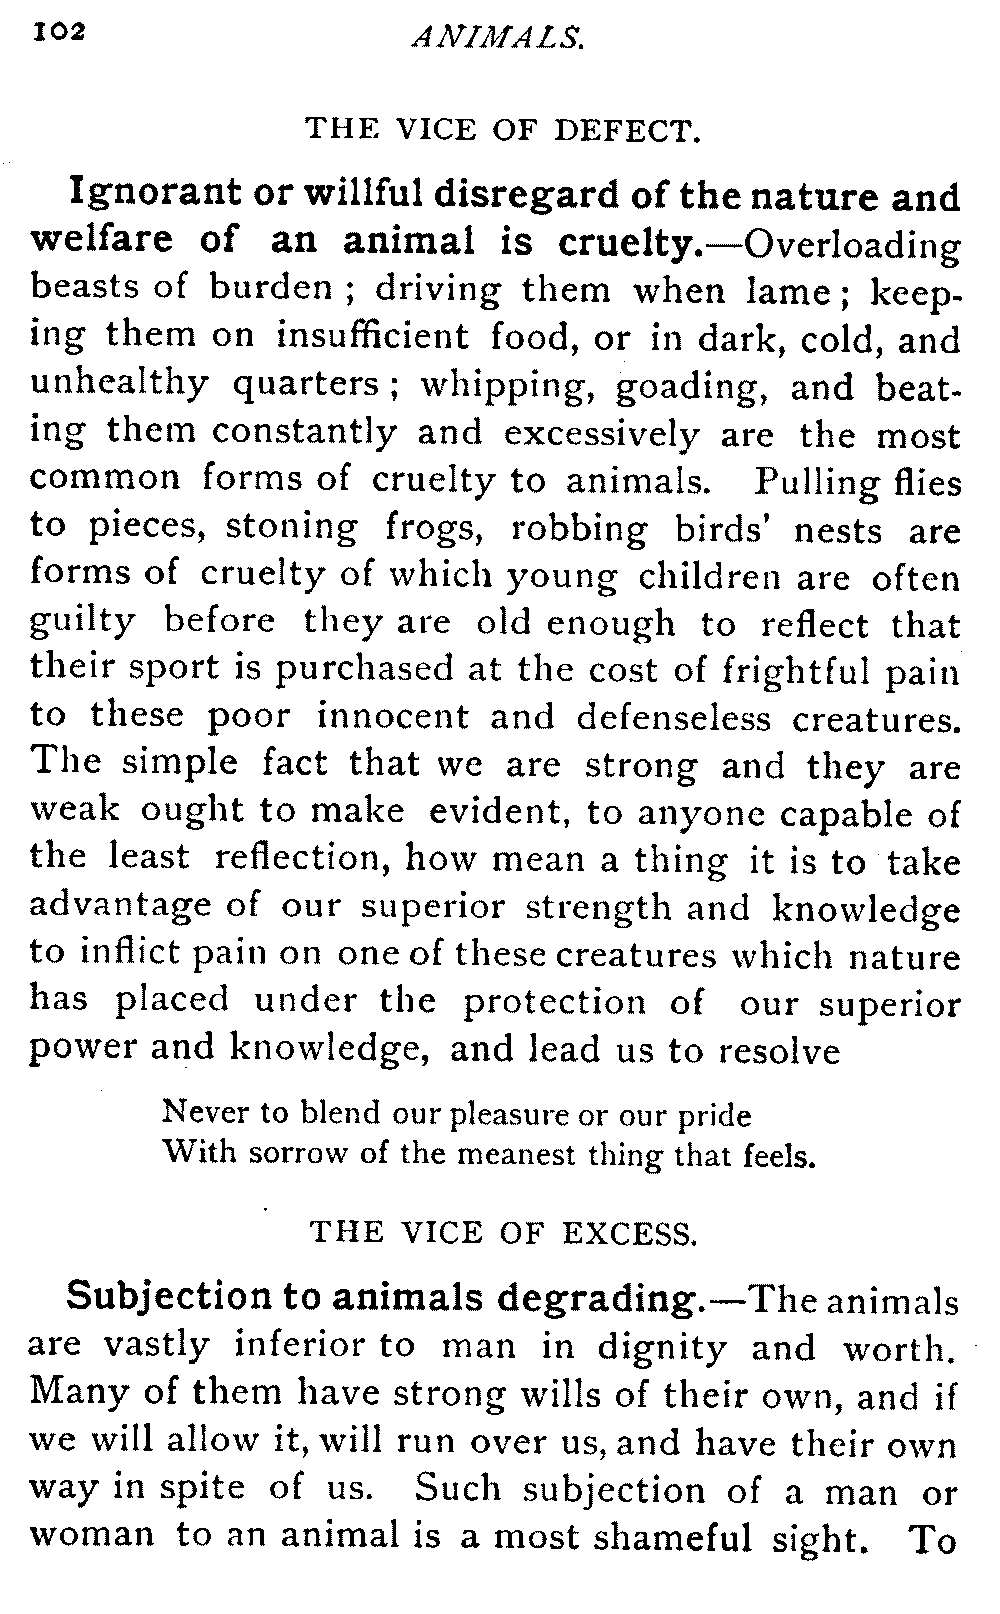 102
ANIMALS.
THE VICE OF DEFECT.
Ignorant or willful disregard of the nature and
welfare of an animal is cruelty.—Overloading
beasts of burden ; driving them when lame ; keep-
ing them on insufficient food, or in dark, cold, and
unhealthy quarters ; whipping, goading, and beat-
ing them constantly and excessively are the most
common forms of cruelty to animals. Pulling flies
to pieces, stoning frogs, robbing birds' nests are
forms of cruelty of which young children are often
guilty before they are old enough to reflect that
their sport is purchased at the cost of frightful pain
to these poor innocent and defenseless creatures.
The simple fact that we are strong and they are
weak ought to make evident, to anyone capable of
the least reflection, how mean a thing it is to take
advantage of our superior strength and knowledge
to inflict pain on one of these creatures which nature
has placed under the protection of our superior
power and knowledge, and lead us to resolve
Never to blend our pleasure or our pride
With sorrow of the meanest thing that feels.
THE VICE OF EXCESS.
Subjection to animals degrading.—The animals
are vastly inferior to man in dignity and worth.
Many of them have strong wills of their own, and if
we will allow it, will run over us, and have their own
way in spite of us. Such subjection of a man or
woman to an animal is a most shameful sight. To